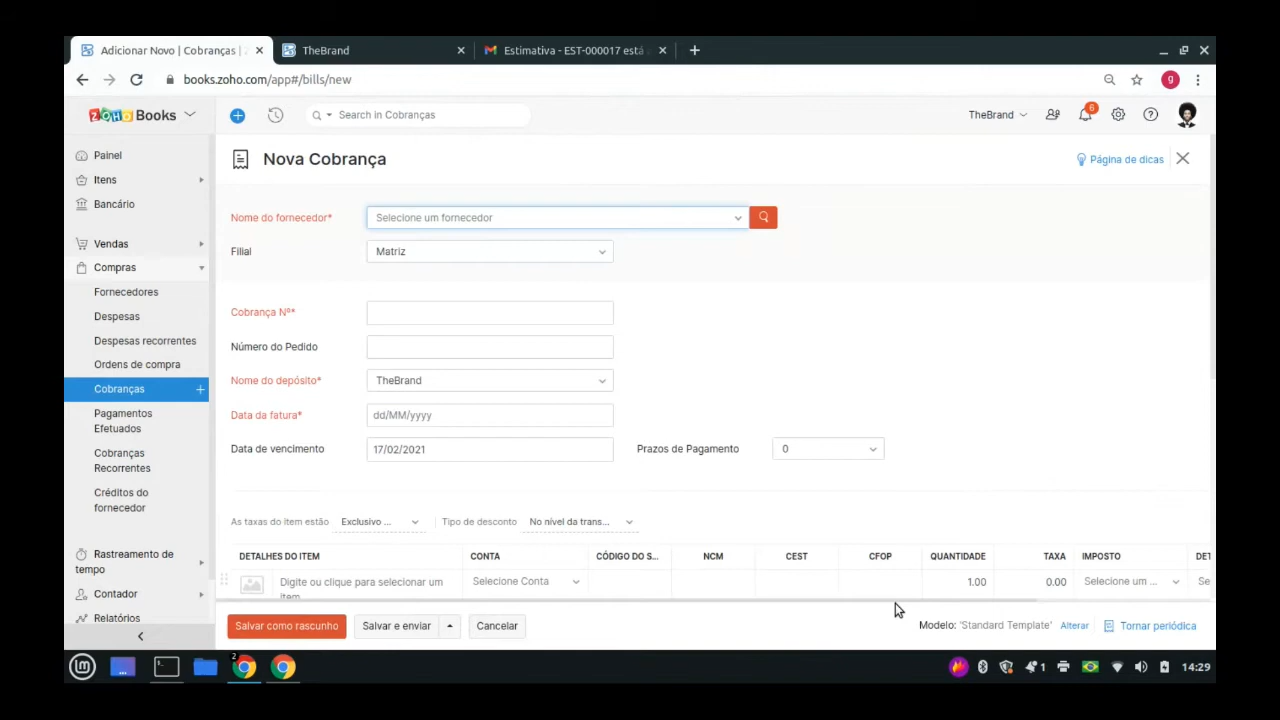 Adicionar Novo | Cobranças |
TheBrand
Estimativa - EST-000017 está
books.zoho.com/app#/bills/new
g
ZOHO Books
Search in Cobranças
TheBrand
6
Nova Cobrança
Página de dicas
Painel
Itens
Bancário
Vendas
Compras
Fornecedores
Despesas
Despesas recorrentes
Ordens de compra
Cobranças
Pagamentos
Efetuados
Cobranças
Recorrentes
Créditos do
fornecedor
Rastreamento de
tempo
Contador
Relatórios
Nome do fornecedor*
Selecione um fornecedor
Filial
Matriz
Cobrança Nº*
Número do Pedido
Nome do depósito*
TheBrand
Data da fatura*
dd/MM/yyyy
Data de vencimento
17/02/2021
Prazos de Pagamento
0
As taxas do item estão
Exclusivo ...
Tipo de desconto
No nível da trans...
DETALHES DO ITEM
CONTA
CÓDIGO DO S...
NCM
CEST
CFOP
QUANTIDADE
TAXA
IMPOSTO
DET
Digite ou clique para selecionar um
item
Selecione Conta
1.00
0.00
Selecione um ...
Se
Salvar como rascunho
Salvar e enviar
Cancelar
Modelo: 'Standard Template'
Alterar
Tornar periódica
2
1
14:29